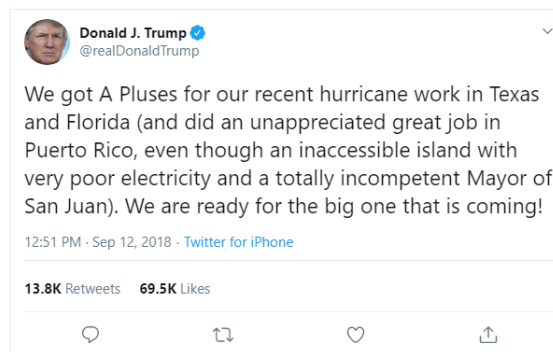 Donald J. Trump
@realDonaldTrump
We got A Pluses for our recent hurricane work in Texas
and Florida (and did an unappreciated great job in
Puerto Rico, even though an inaccessible island with
very poor electricity and a totally incompetent Mayor of
San Juan). We are ready for the big one that is coming!
12:51 PM · Sep 12, 2018 · Twitter for iPhone
13.8K Retweets 69.5K Likes